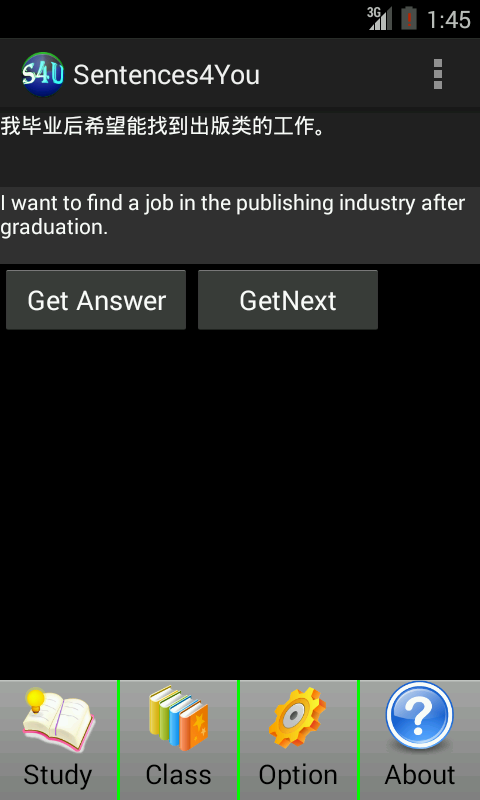 3G 1:45
S4U Sentences4You
我毕业后希望能找到出版类的工作。
I want to find a job in the publishing industry after
graduation.
Get Answer GetNext
Study Class Option About